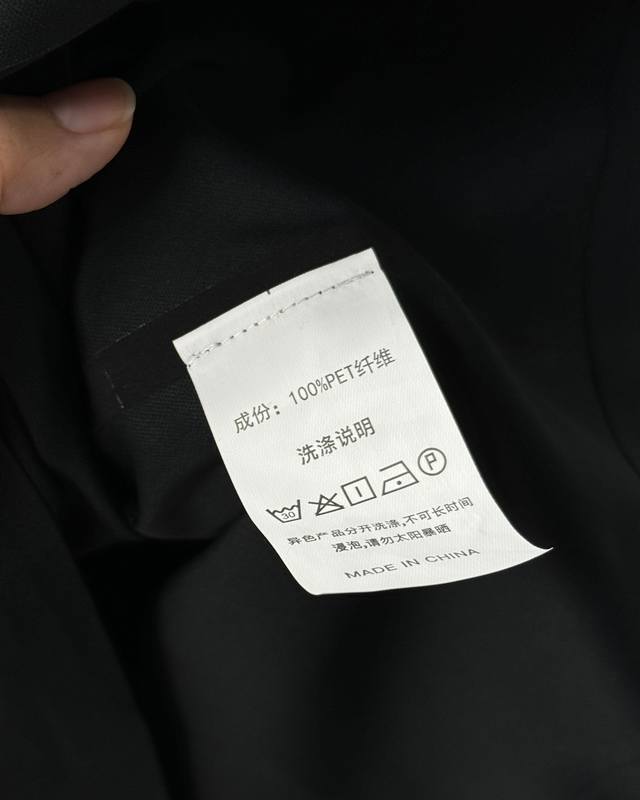 成份：100%PET纤维
洗涤说明
30
P
异色产品分开洗涤,不可长时间
浸泡,请勿太阳暴晒
MADE IN CHINA